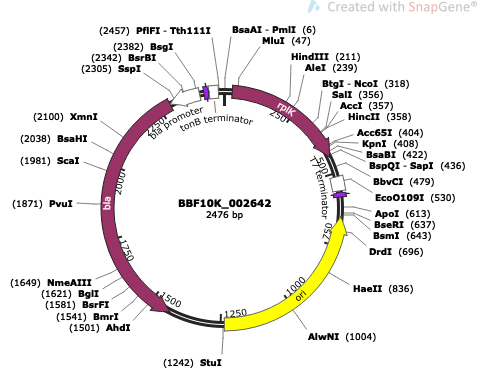 Created with SnapGene®
(2457) PflFI - Tth111I
BsaAI - PmlI (6)
(2382) BsgI
MluI (47)
(2342) BsrBI
HindIII (211)
(2305) SspI
AleI (239)
BtgI - NcoI (318)
SalI (356)
AccI (357)
HincII (358)
(2100) XmnI
Acc65I (404)
(2038) BsaHI
KpnI (408)
BsaBI (422)
(1981) ScaI
BspQI - SapI (436)
BbvCI (479)
EcoO109I (530)
(1871) PvuI
ApoI (613)
BseRI (637)
BsmI (643)
DrdI (696)
(1649) NmeAIII
HaeII (836)
(1621) BglI
(1581) BsrFI
(1541) BmrI
AlwNI (1004)
(1501) AhdI
(1242) StuI
bla promoter
tonB terminator
rplK
T7 terminator
bla
ori
BBF10K_002642
2476 bp
250
500
750
1000
1250
1500
1750
2000
2250